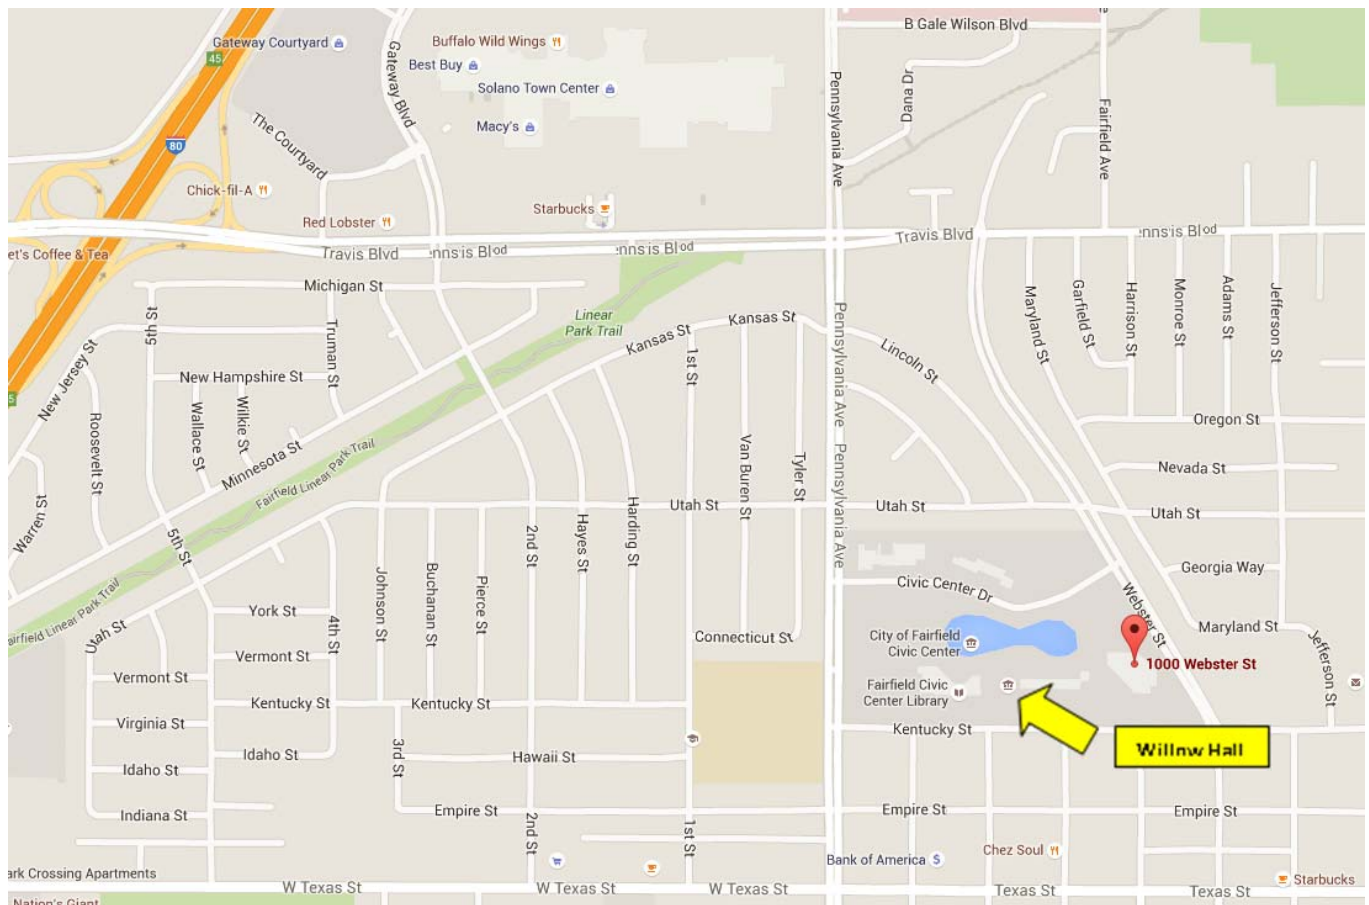 B Gale Wilson Blvd
Gateway Courtyard
45
Gateway Blvd
Buffalo Wild Wings
Best Buy
Solano Town Center
Macy's
Pennsylvania Ave
Dana Dr
Fairfield Ave
The Courtyard
80
Chick-fil-A
Red Lobster
Starbucks
Travis Blvd
et's Coffee & Tea
Travis Blvd
Michigan St
5th St
Truman St
Linear
Park Trail
Kansas St
Kansas St
Pennsylvania Ave
Lincoln St
Maryland St
Garfield St
Harrison St
Monroe St
Adams St
Jefferson St
New Jersey St
New Hampshire St
Roosevelt St
Wallace St
Wilkie St
Minnesota St
Fairfield Linear Park Trail
1st St
Van Buren St
Tyler St
Oregon St
Nevada St
Pennsylvania Ave
Warren St
5th St
2nd St
Hayes St
Harding St
Utah St
Utah St
Utah St
Johnson St
Buchanan St
Pierce St
Civic Center Dr
Georgia Way
Webster St
York St
4th St
airfield Linear Park Trail
Utah St
Connecticut St
City of Fairfield
Civic Center
Maryland St
Jefferson St
Vermont St
Vermont St
1000 Webster St
Fairfield Civic
Center Library
Kentucky St
Kentucky St
Kentucky St
Virginia St
Willow Hall
Idaho St
3rd St
Hawaii St
Idaho St
Indiana St
Empire St
2nd St
1st St
Empire St
Empire St
Bank of America
$
Chez Soul
ark Crossing Apartments
W Texas St
W Texas St
W Texas St
Texas St
Texas St
Starbucks
Nation's Giant